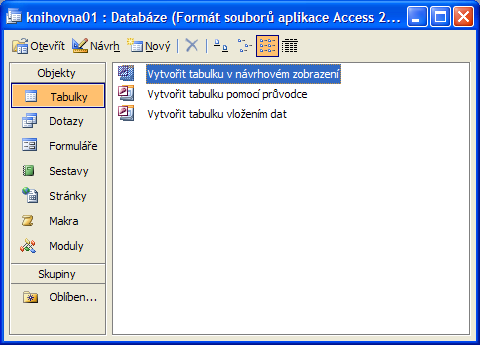 knihovna01 : Databáze (Formát souborů aplikace Access 2...
Otevřít Návrh Nový
Objekty
Tabulky
Dotazy
Formuláře
Sestavy
Stránky
Makra
Moduly
Skupiny
Oblíben...
Vytvořit tabulku v návrhovém zobrazení
Vytvořit tabulku pomocí průvodce
Vytvořit tabulku vložením dat